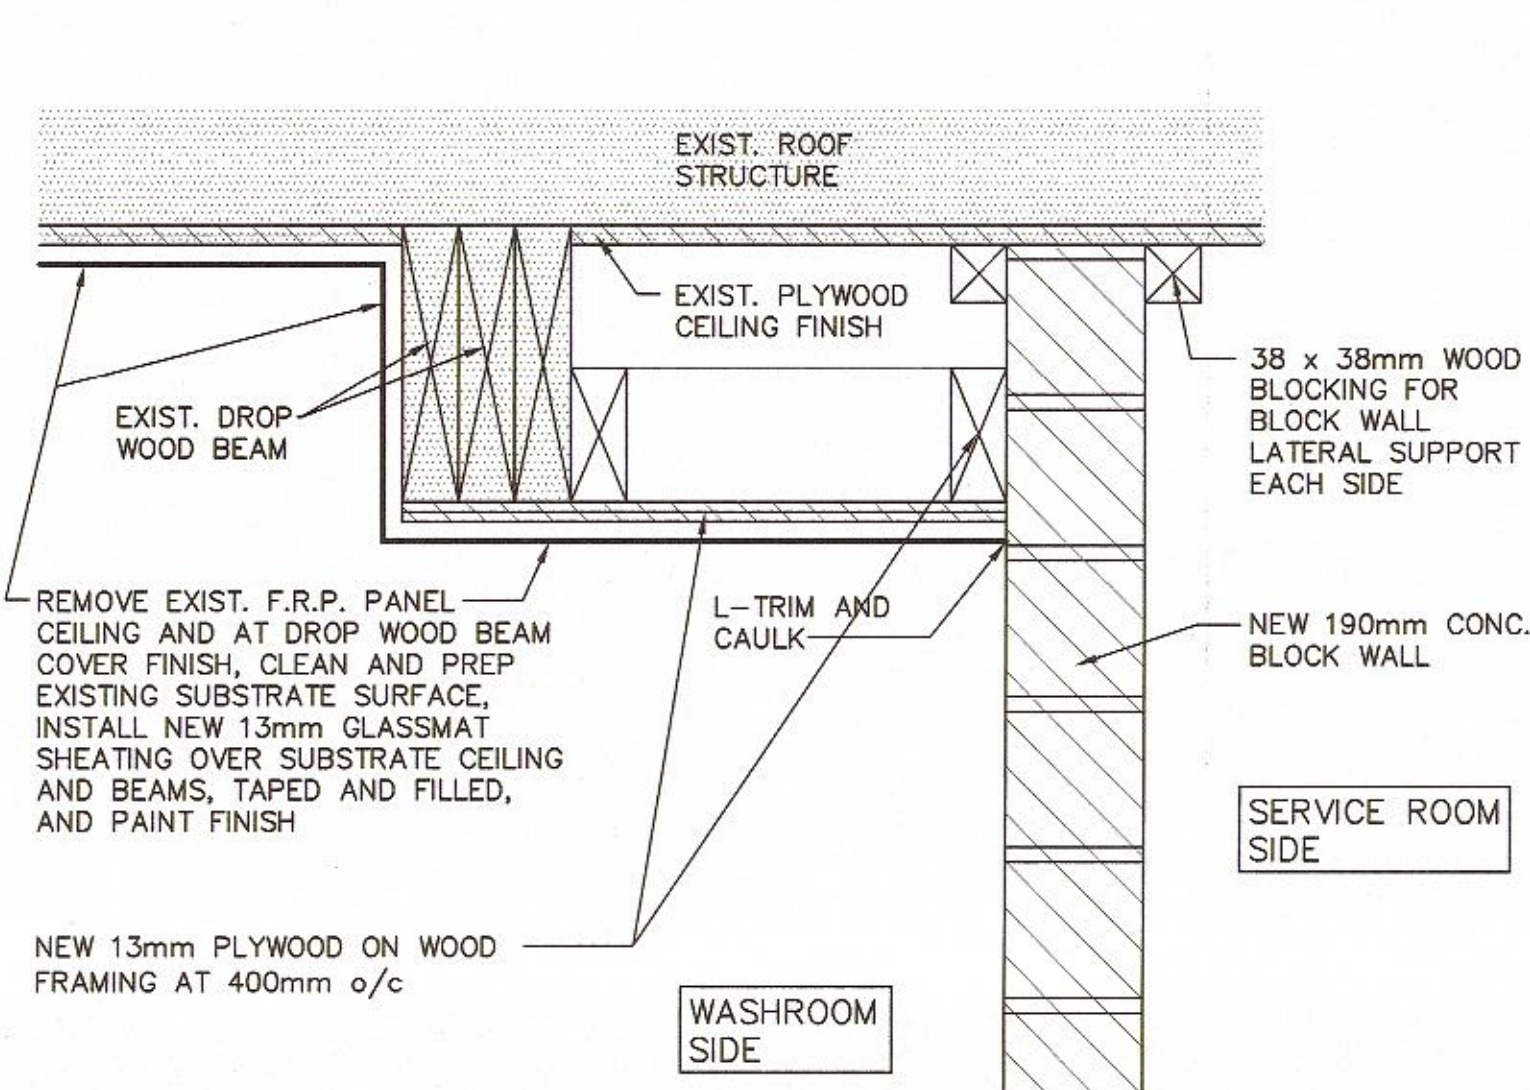 EXIST. ROOF
STRUCTURE
EXIST. PLYWOOD
CEILING FINISH
38 x 38mm WOOD
BLOCKING FOR
BLOCK WALL
LATERAL SUPPORT
EACH SIDE
EXIST. DROP
WOOD BEAM
REMOVE EXIST. F.R.P. PANEL
CEILING AND AT DROP WOOD BEAM
COVER FINISH, CLEAN AND PREP
EXISTING SUBSTRATE SURFACE,
INSTALL NEW 13mm GLASSMAT
SHEATING OVER SUBSTRATE CEILING
AND BEAMS, TAPED AND FILLED,
AND PAINT FINISH
L-TRIM AND
CAULK
NEW 190mm CONC.
BLOCK WALL
SERVICE ROOM
SIDE
NEW 13mm PLYWOOD ON WOOD
FRAMING AT 400mm o/c
WASHROOM
SIDE